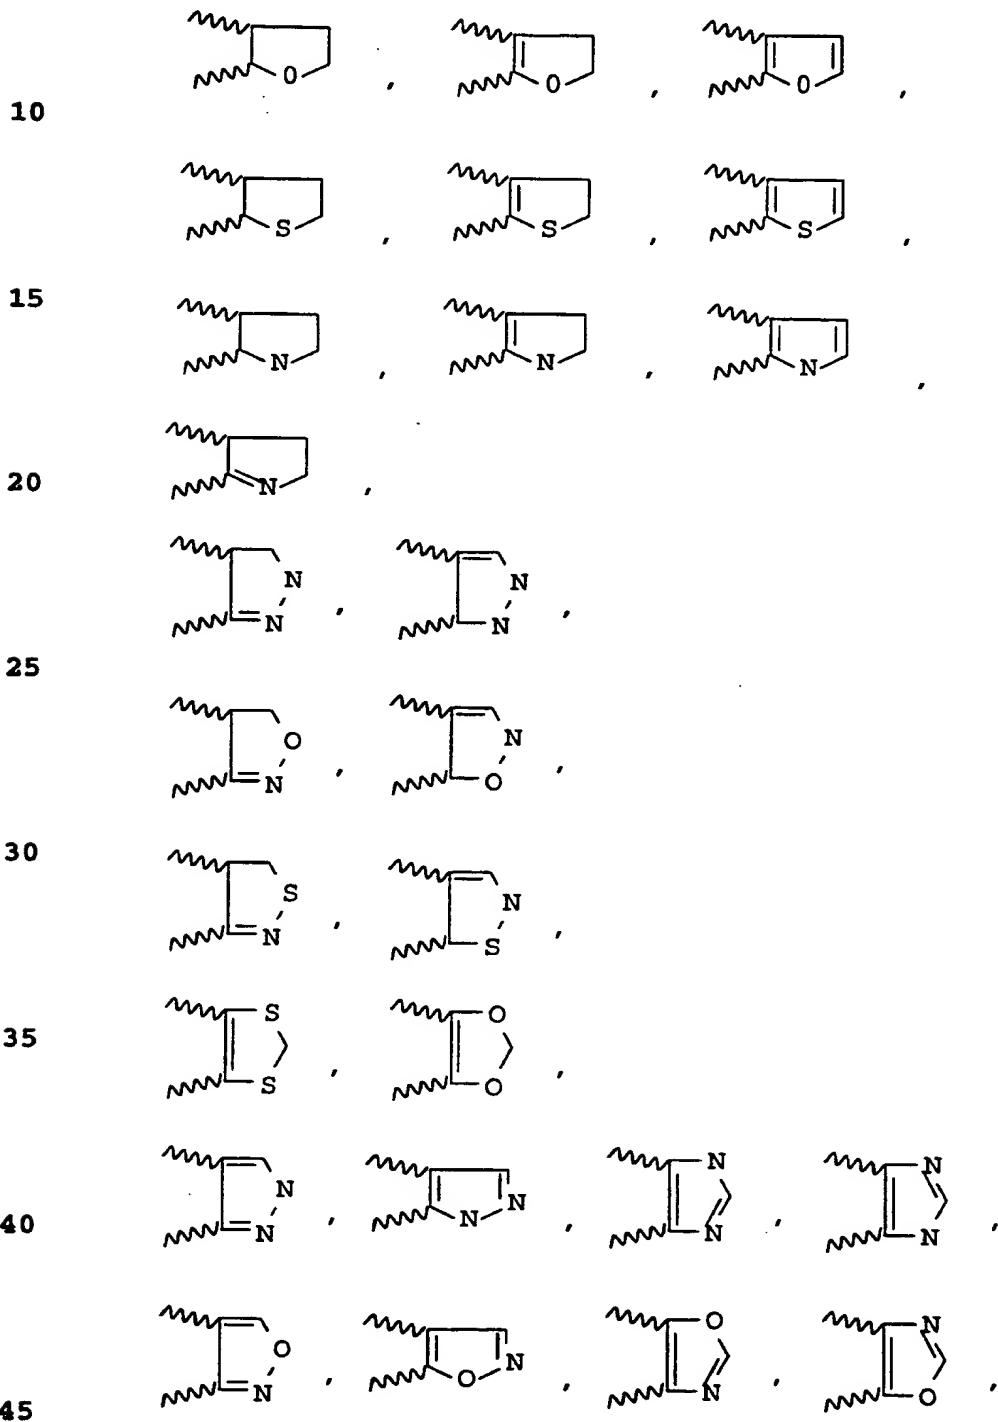 O , O , O ,
10
S , S , S ,
15
N , N , N ,
20 N ,
N N , N N ,
25
O N , N O ,
30
S N , N S ,
35 S S , O O ,
40 N N , N N , N N , N N ,
O N , O N , O N , N O ,
45